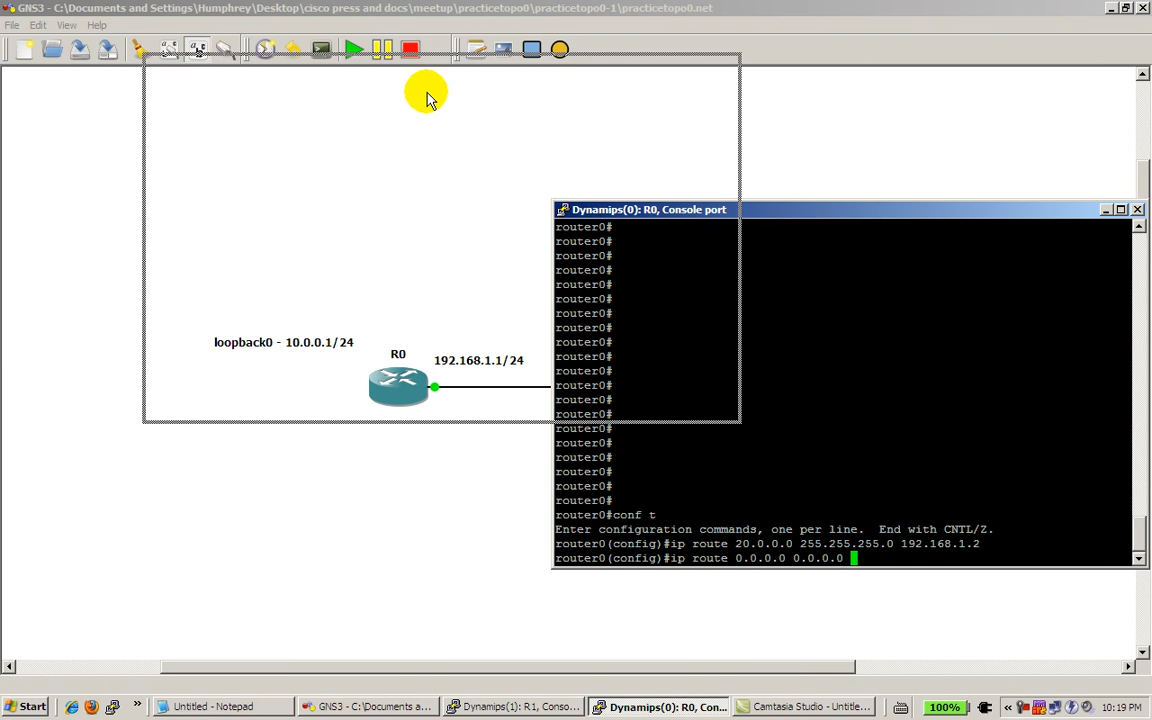 GNS3 - C:\Documents and Settings\Humphrey\Desktop\cisco press and docs\meetup\practicetopo0\practicetopo0-1\practicetopo0.net
File Edit View Help
Dynamips(0): R0, Console port
router0#
router0#
router0#
router0#
router0#
router0#
router0#
router0#
loopback0 - 10.0.0.1/24
R0
192.168.1.1/24
router0#
router0#
router0#
router0#
router0#
router0#
router0#
router0#
router0#
router0#
router0#
router0#conf t
Enter configuration commands, one per line. End with CNTL/Z.
router0(config)#ip route 20.0.0.0 255.255.255.0 192.168.1.2
router0(config)#ip route 0.0.0.0 0.0.0.0
Start
Untitled - Notepad
GNS3 - C:\Documents a...
Dynamips(1): R1, Conso...
Dynamips(0): R0, Con...
Camtasia Studio - Untitle...
100%
10:19 PM